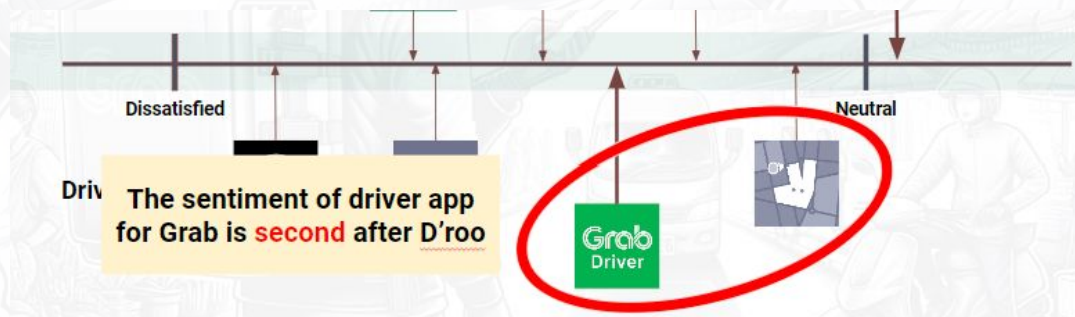 Dissatisfied
Neutral
Driv
The sentiment of driver app
for Grab is second after D'roo
Grab
Driver